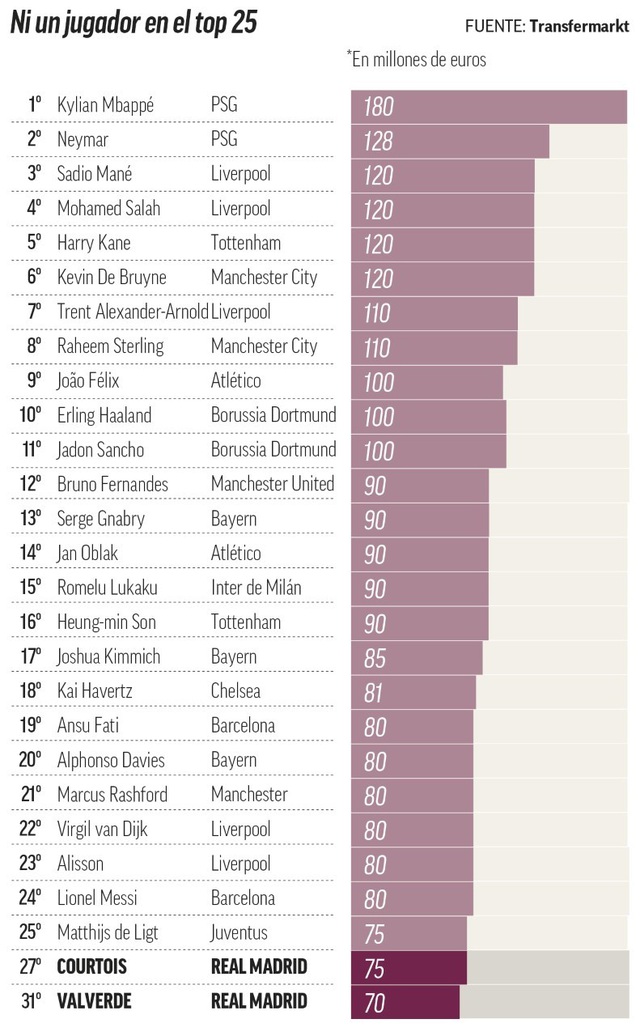 Ni un jugador en el top 25
FUENTE: Transfermarkt
*En millones de euros
1º Kylian Mbappé PSG 180
2º Neymar PSG 128
3º Sadio Mané Liverpool 120
4º Mohamed Salah Liverpool 120
5º Harry Kane Tottenham 120
6º Kevin De Bruyne Manchester City 120
7º Trent Alexander-Arnold Liverpool 110
8º Raheem Sterling Manchester City 110
9º João Félix Atlético 100
10º Erling Haaland Borussia Dortmund 100
11º Jadon Sancho Borussia Dortmund 100
12º Bruno Fernandes Manchester United 90
13º Serge Gnabry Bayern 90
14º Jan Oblak Atlético 90
15º Romelu Lukaku Inter de Milán 90
16º Heung-min Son Tottenham 90
17º Joshua Kimmich Bayern 85
18º Kai Havertz Chelsea 81
19º Ansu Fati Barcelona 80
20º Alphonso Davies Bayern 80
21º Marcus Rashford Manchester 80
22º Virgil van Dijk Liverpool 80
23º Alisson Liverpool 80
24º Lionel Messi Barcelona 80
25º Matthijs de Ligt Juventus 75
27º COURTOIS REAL MADRID 75
31º VALVERDE REAL MADRID 70